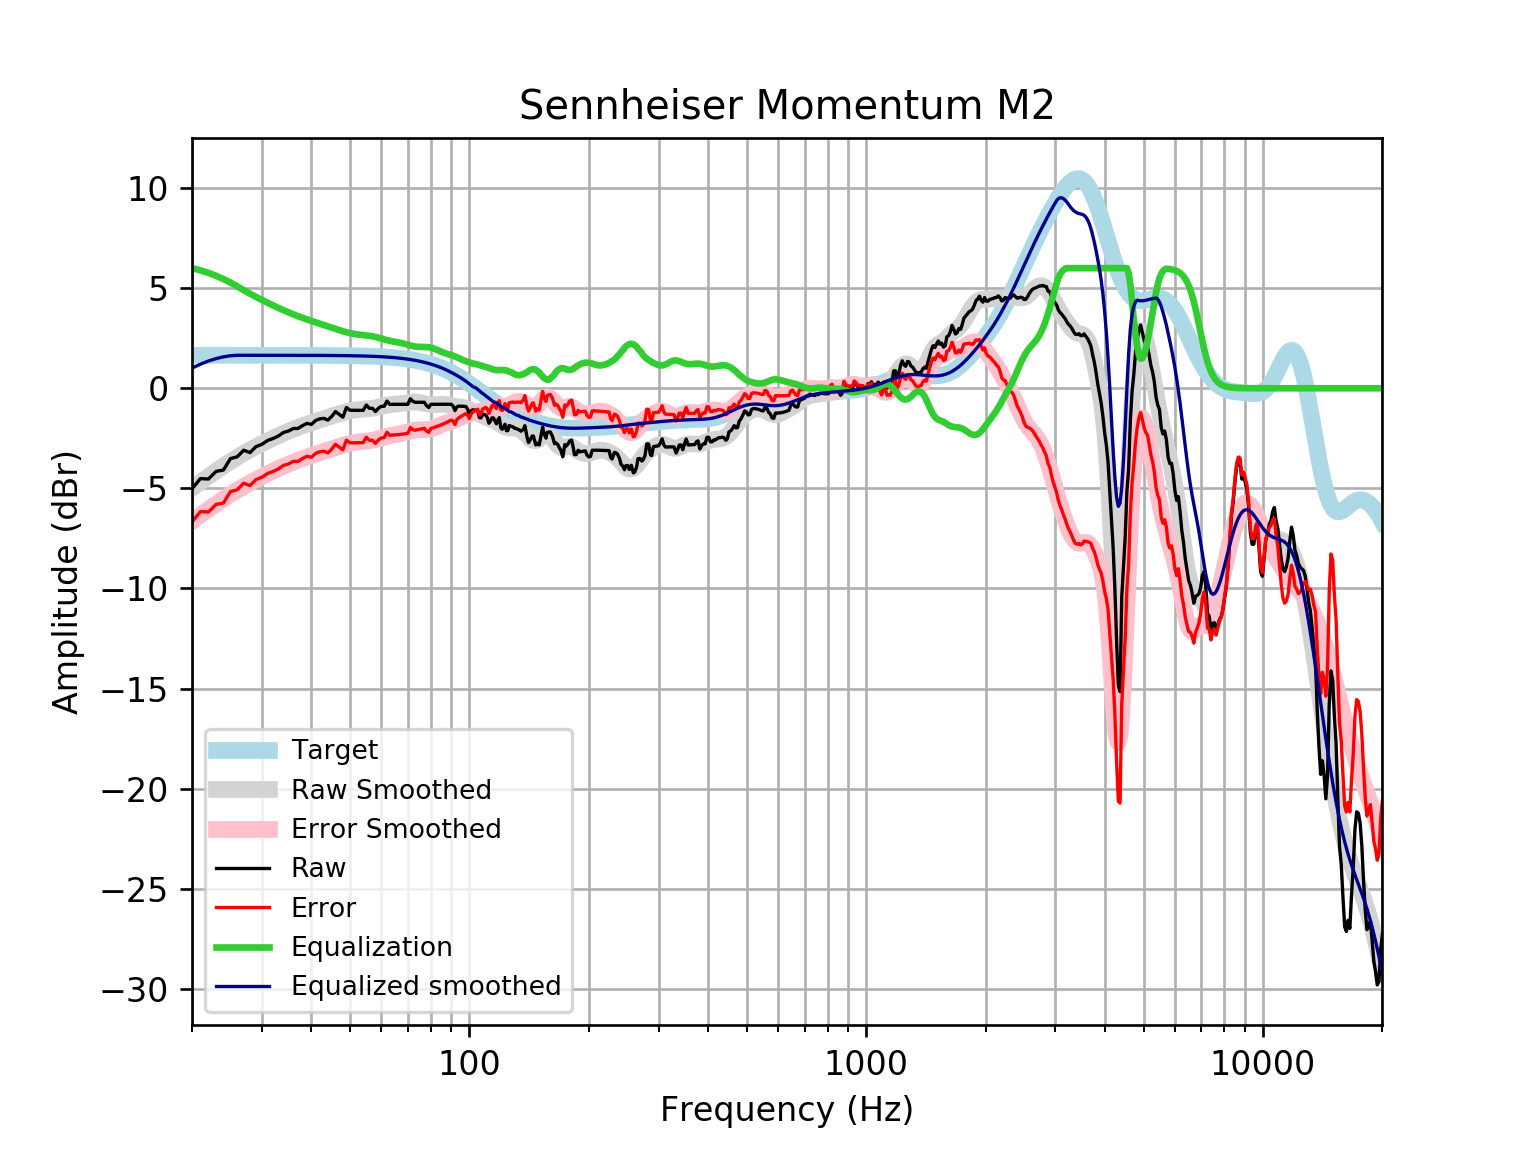 Sennheiser Momentum M2
10
5
0
−5
−10
−15
−20
−25
−30
Amplitude (dBr)
Target
Raw Smoothed
Error Smoothed
Raw
Error
Equalization
Equalized smoothed
100
1000
10000
Frequency (Hz)